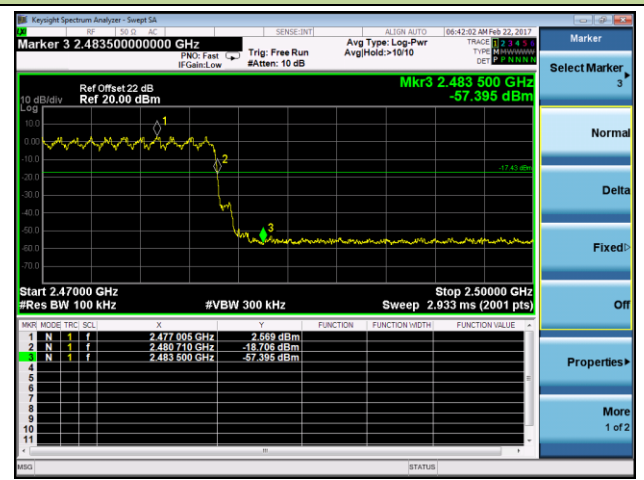 Keysight Spectrum Analyzer - Swept SA
RF 50 Ω AC SENSE:INT ALIGN AUTO 06:42:02 AM Feb 22, 2017
Marker 3 2.483500000000 GHz
PNO: Fast
IFGain:Low
Trig: Free Run
#Atten: 10 dB
Avg Type: Log-Pwr
Avg|Hold:>10/10
TRACE 1 2 3 4 5 6
TYPE MMWWWW
DET P P N N N N
Ref Offset 22 dB
10 dB/div Ref 20.00 dBm
Log
Mkr3 2.483 500 GHz
-57.395 dBm
10.0
0.00
-10.0
-20.0
-30.0
-40.0
-50.0
-60.0
-70.0
1
2
3
-17.43 dBm
Start 2.47000 GHz Stop 2.50000 GHz
#Res BW 100 kHz #VBW 300 kHz Sweep 2.933 ms (2001 pts)
MKR MODE TRC SCL X Y FUNCTION FUNCTION WIDTH FUNCTION VALUE
1 N 1 f 2.477 005 GHz 2.569 dBm
2 N 1 f 2.480 710 GHz -18.706 dBm
3 N 1 f 2.483 500 GHz -57.395 dBm
4
5
6
7
8
9
10
11
MSG STATUS
Marker
Select Marker
3
Normal
Delta
Fixed
Off
Properties
More
1 of 2